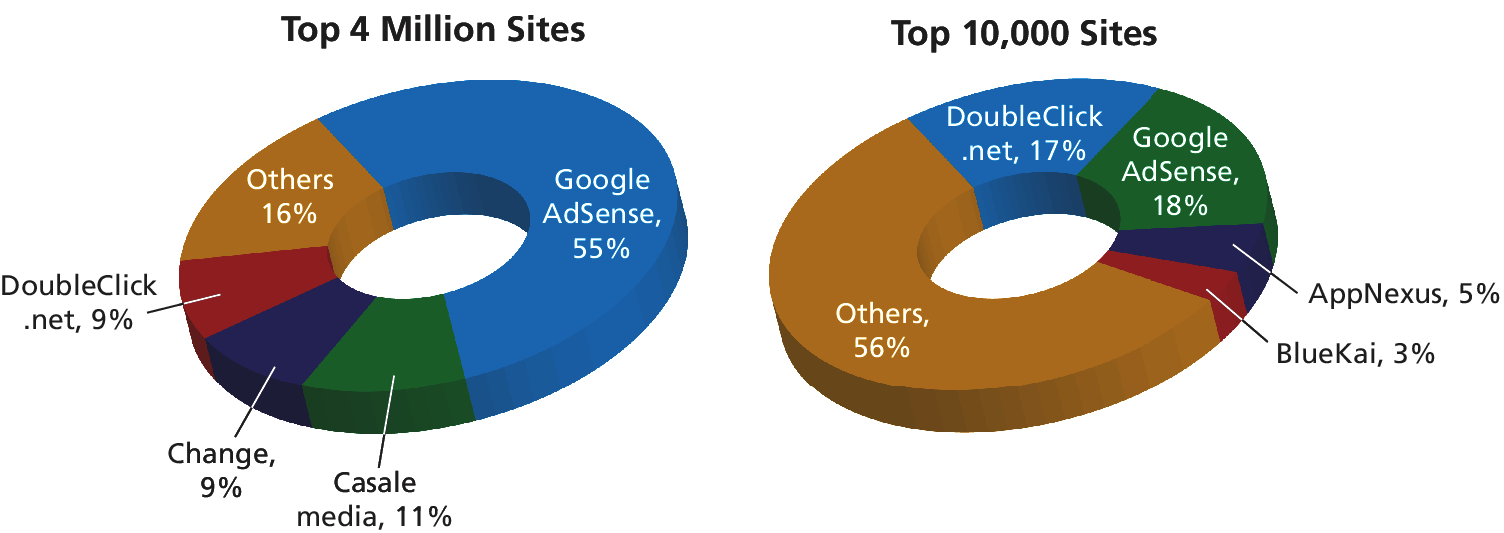 Top 4 Million Sites
Others
16%
Google
AdSense,
55%
DoubleClick
.net, 9%
Change,
9%
Casale
media, 11%
Top 10,000 Sites
DoubleClick
.net, 17%
Google
AdSense,
18%
AppNexus, 5%
BlueKai, 3%
Others,
56%